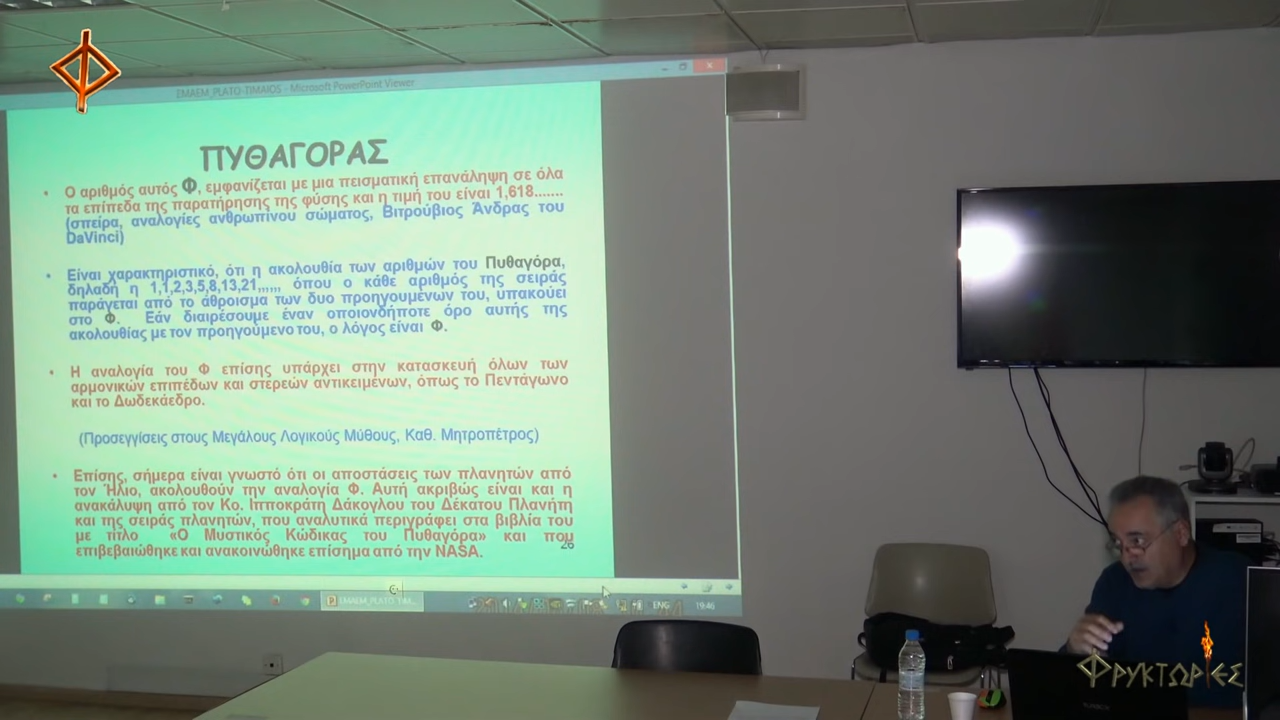 ΣΜΑΕΜ_PLATO-TIMAIOS - Microsoft PowerPoint Viewer
ΠΥΘΑΓΟΡΑΣ
• Ο αριθμός αυτός Φ, εμφανίζεται με μια πεισματική επανάληψη σε όλα
τα επίπεδα της παρατήρησης της φύσης και η τιμή του είναι 1,618.......
(σπείρα, αναλογίες ανθρωπίνου σώματος, Βιτρούβιος Άνδρας του
DaVinci)
• Είναι χαρακτηριστικό, ότι η ακολουθία των αριθμών του Πυθαγόρα,
δηλαδή η 1,1,2,3,5,8,13,21,,,,,, όπου ο κάθε αριθμός της σειράς
παράγεται από το άθροισμα των δυο προηγουμένων του, υπακούει
στο Φ. Εάν διαιρέσουμε έναν οποιονδήποτε όρο αυτής της
ακολουθίας με τον προηγούμενο του, ο λόγος είναι Φ.
• Η αναλογία του Φ επίσης υπάρχει στην κατασκευή όλων των
αρμονικών επιπέδων και στερεών αντικειμένων, όπως το Πεντάγωνο
και το Δωδεκάεδρο.
(Προσεγγίσεις στους Μεγάλους Λογικούς Μύθους, Καθ. Μητροπέτρος)
• Επίσης, σήμερα είναι γνωστό ότι οι αποστάσεις των πλανητών από
τον Ήλιο, ακολουθούν την αναλογία Φ. Αυτή ακριβώς είναι και η
ανακάλυψη από τον Κο. Ιπποκράτη Δάκογλου του Δέκατου Πλανήτη
και της σειράς πλανητών, που αναλυτικά περιγράφει στα βιβλία του
με τίτλο «Ο Μυστικός Κώδικας του Πυθαγόρα» και που
επιβεβαιώθηκε και ανακοινώθηκε επίσημα από την NASA.
26
ENG 19:46
ΦΡΥΚΤΩΡΙΕΣ